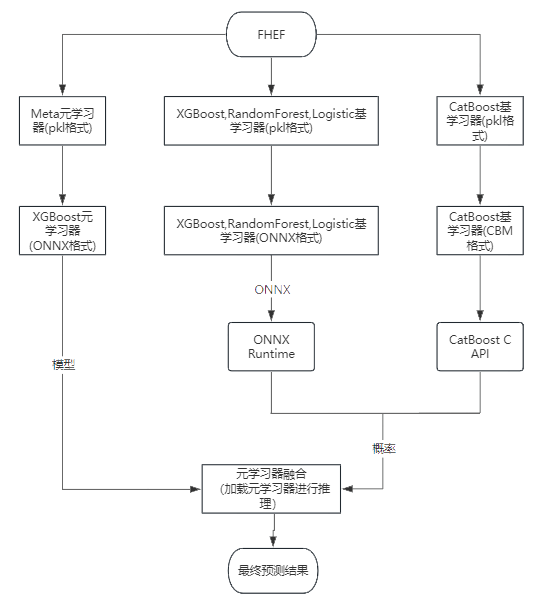 FHEF
Meta元学习
器(pkl格式)
XGBoost,RandomForest,Logistic基
学习器(pkl格式)
CatBoost基
学习器(pkl格
式)
XGBoost元
学习器
(ONNX格式)
XGBoost,RandomForest,Logistic基
学习器(ONNX格式)
CatBoost基
学习器(CBM
格式)
ONNX
ONNX
Runtime
CatBoost C
API
模型
概率
元学习器融合
(加载元学习器进行推
理)
最终预测结果